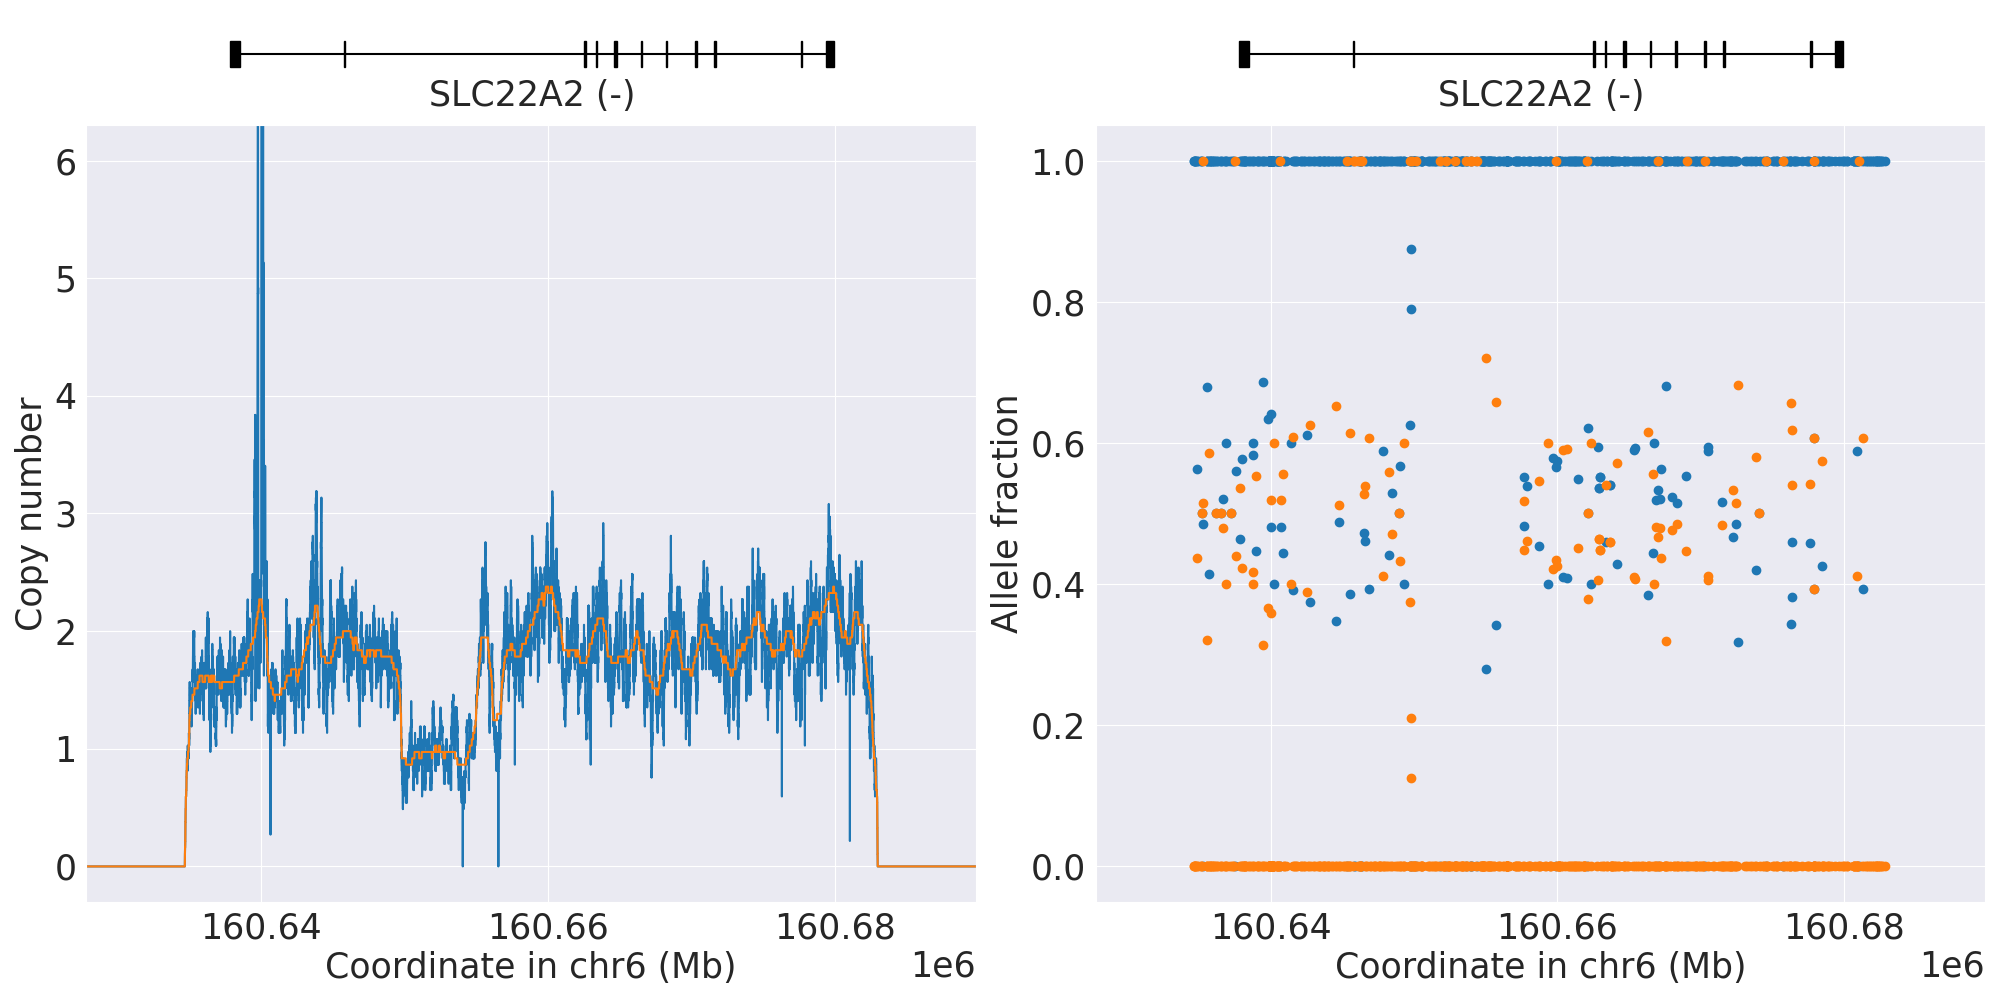 SLC22A2 (-)
6
5
4
3
2
1
0
Copy number
160.64
160.66
160.68
Coordinate in chr6 (Mb)
1e6
SLC22A2 (-)
1.0
0.8
0.6
0.4
0.2
0.0
Allele fraction
160.64
160.66
160.68
Coordinate in chr6 (Mb)
1e6